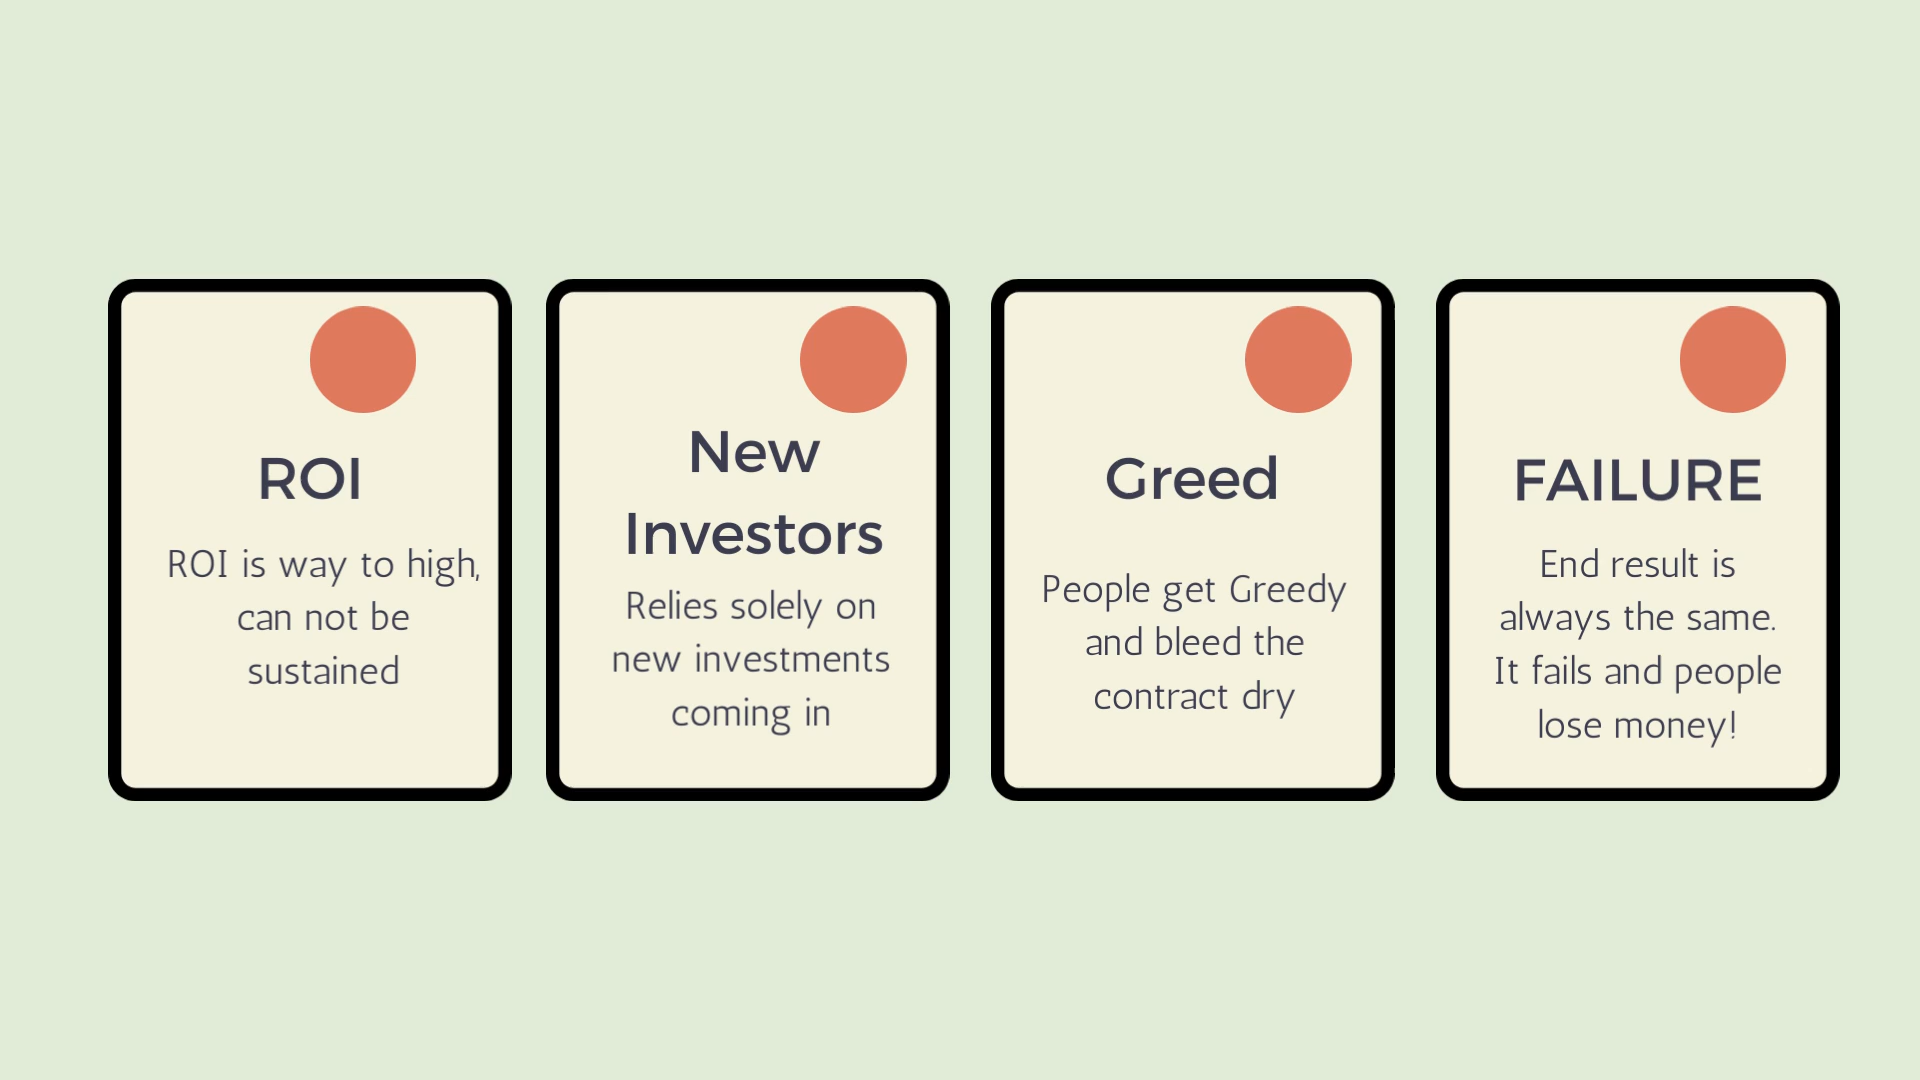 ROI
ROI is way to high,
can not be
sustained
New
Investors
Relies solely on
new investments
coming in
Greed
People get Greedy
and bleed the
contract dry
FAILURE
End result is
always the same.
It fails and people
lose money!